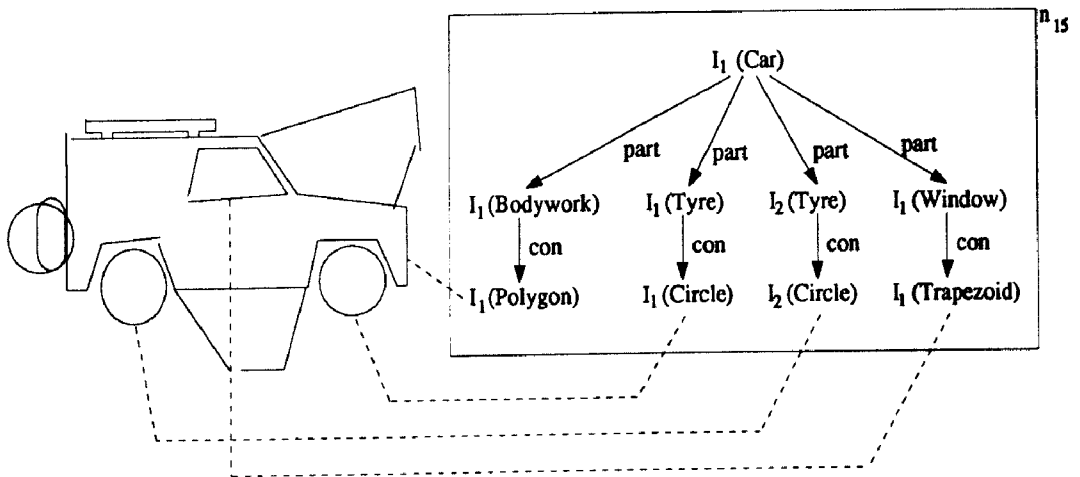 n15
I1 (Car)
part part part part
I1 (Bodywork) I1 (Tyre) I2 (Tyre) I1 (Window)
con con con con
I1 (Polygon) I1 (Circle) I2 (Circle) I1 (Trapezoid)